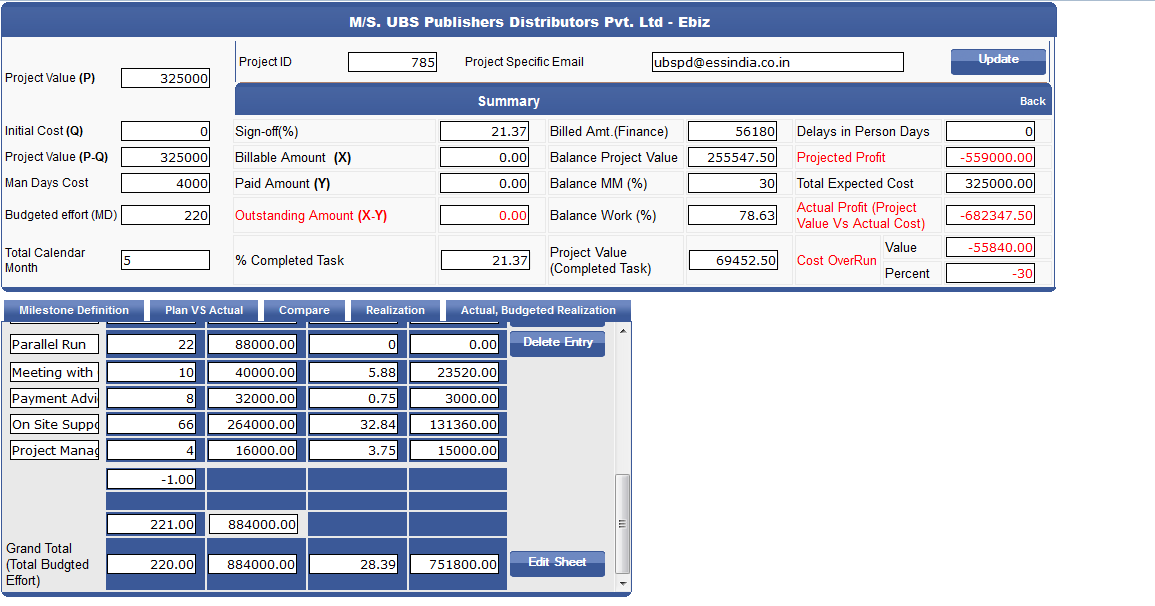 M/S. UBS Publishers Distributors Pvt. Ltd - Ebiz
Project Value (P) 325000
Project ID 785 Project Specific Email ubspd@essindia.co.in Update
Summary Back
Initial Cost (Q) 0 Sign-off(%) 21.37 Billed Amt.(Finance) 56180 Delays in Person Days 0
Project Value (P-Q) 325000 Billable Amount (X) 0.00 Balance Project Value 255547.50 Projected Profit -559000.00
Man Days Cost 4000 Paid Amount (Y) 0.00 Balance MM (%) 30 Total Expected Cost 325000.00
Budgeted effort (MD) 220 Outstanding Amount (X-Y) 0.00 Balance Work (%) 78.63 Actual Profit (Project
Value Vs Actual Cost) -682347.50
Total Calendar
Month 5 % Completed Task 21.37 Project Value
(Completed Task) 69452.50 Cost OverRun Value -55840.00
Percent -30
Milestone Definition Plan VS Actual Compare Realization Actual, Budgeted Realization
Parallel Run 22 88000.00 0 0.00 Delete Entry
Meeting with 10 40000.00 5.88 23520.00
Payment Advi 8 32000.00 0.75 3000.00
On Site Suppo 66 264000.00 32.84 131360.00
Project Manag 4 16000.00 3.75 15000.00
-1.00
221.00 884000.00
Grand Total
(Total Budgted
Effort) 220.00 884000.00 28.39 751800.00 Edit Sheet